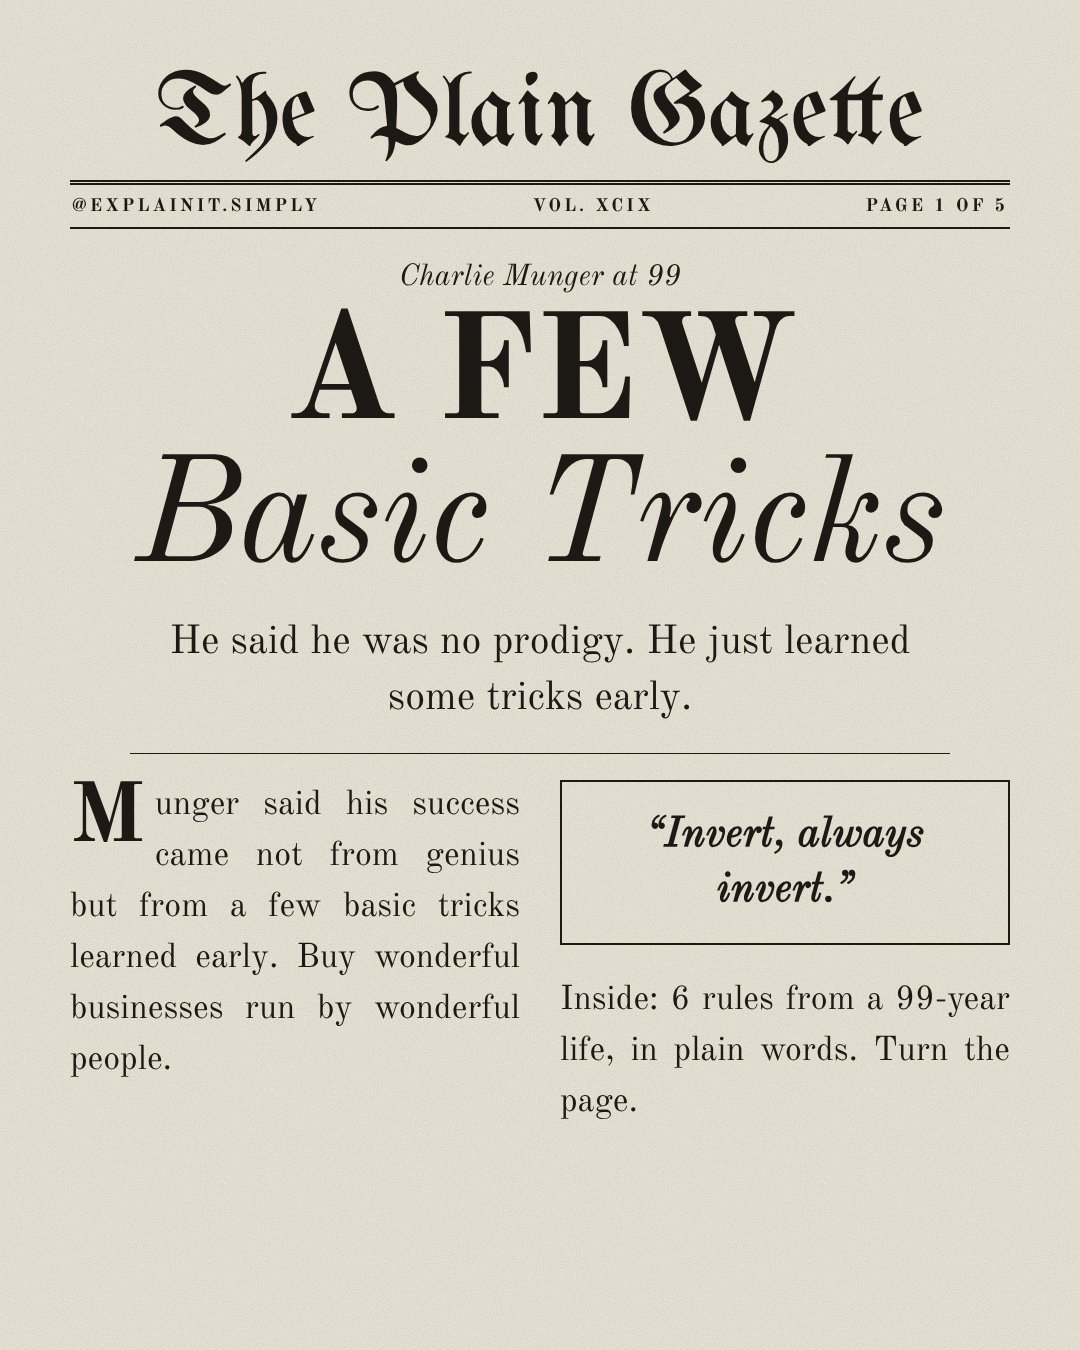 The Plain Gazette
@EXPLAINIT.SIMPLY VOL. XCIX PAGE 1 OF 5
Charlie Munger at 99
A FEW
Basic Tricks
He said he was no prodigy. He just learned
some tricks early.
Munger said his success
came not from genius
but from a few basic tricks
learned early. Buy wonderful
businesses run by wonderful
people.
“Invert, always
invert.”
Inside: 6 rules from a 99-year
life, in plain words. Turn the
page.